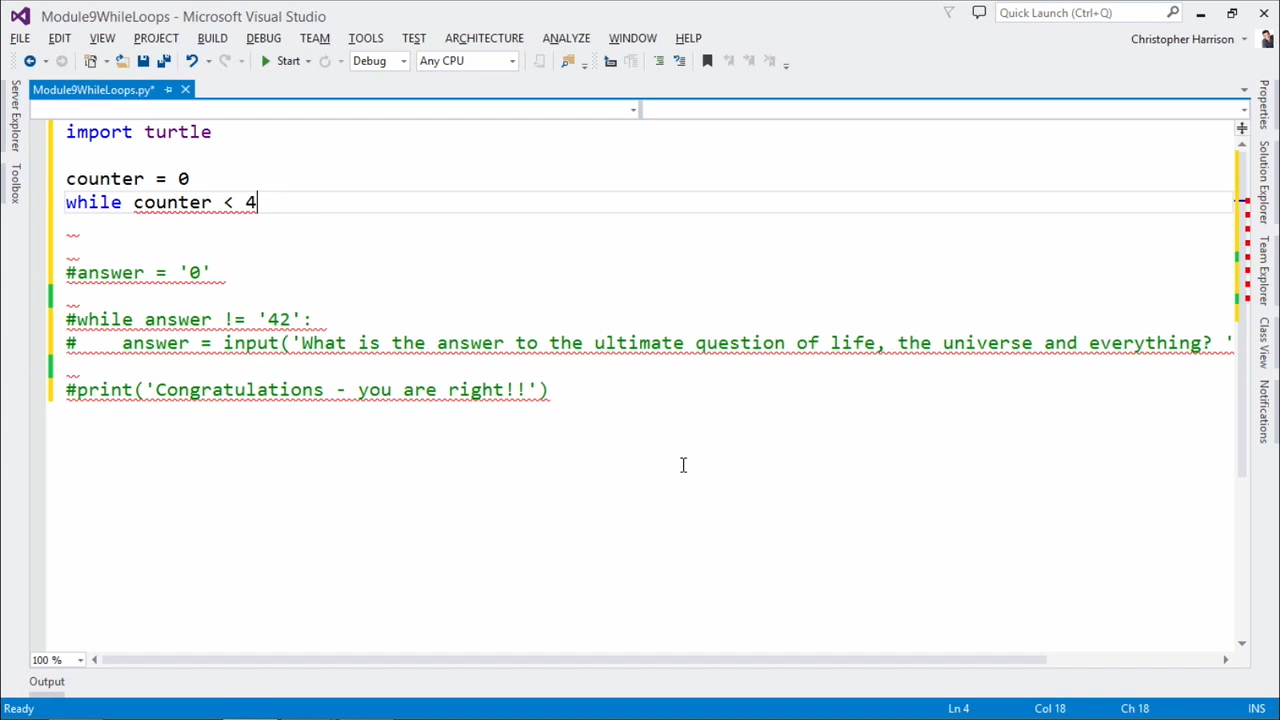 Module9WhileLoops - Microsoft Visual Studio
Quick Launch (Ctrl+Q)
FILE EDIT VIEW PROJECT BUILD DEBUG TEAM TOOLS TEST ARCHITECTURE ANALYZE WINDOW HELP
Christopher Harrison
Start Debug Any CPU
Module9WhileLoops.py*
Server Explorer
Toolbox
import turtle
counter = 0
while counter < 4
#answer = '0'
#while answer != '42':
#    answer = input('What is the answer to the ultimate question of life, the universe and everything? '
#print('Congratulations - you are right!!')
Properties
Solution Explorer
Team Explorer
Class View
Notifications
100 %
Output
Ready
Ln 4 Col 18 Ch 18 INS